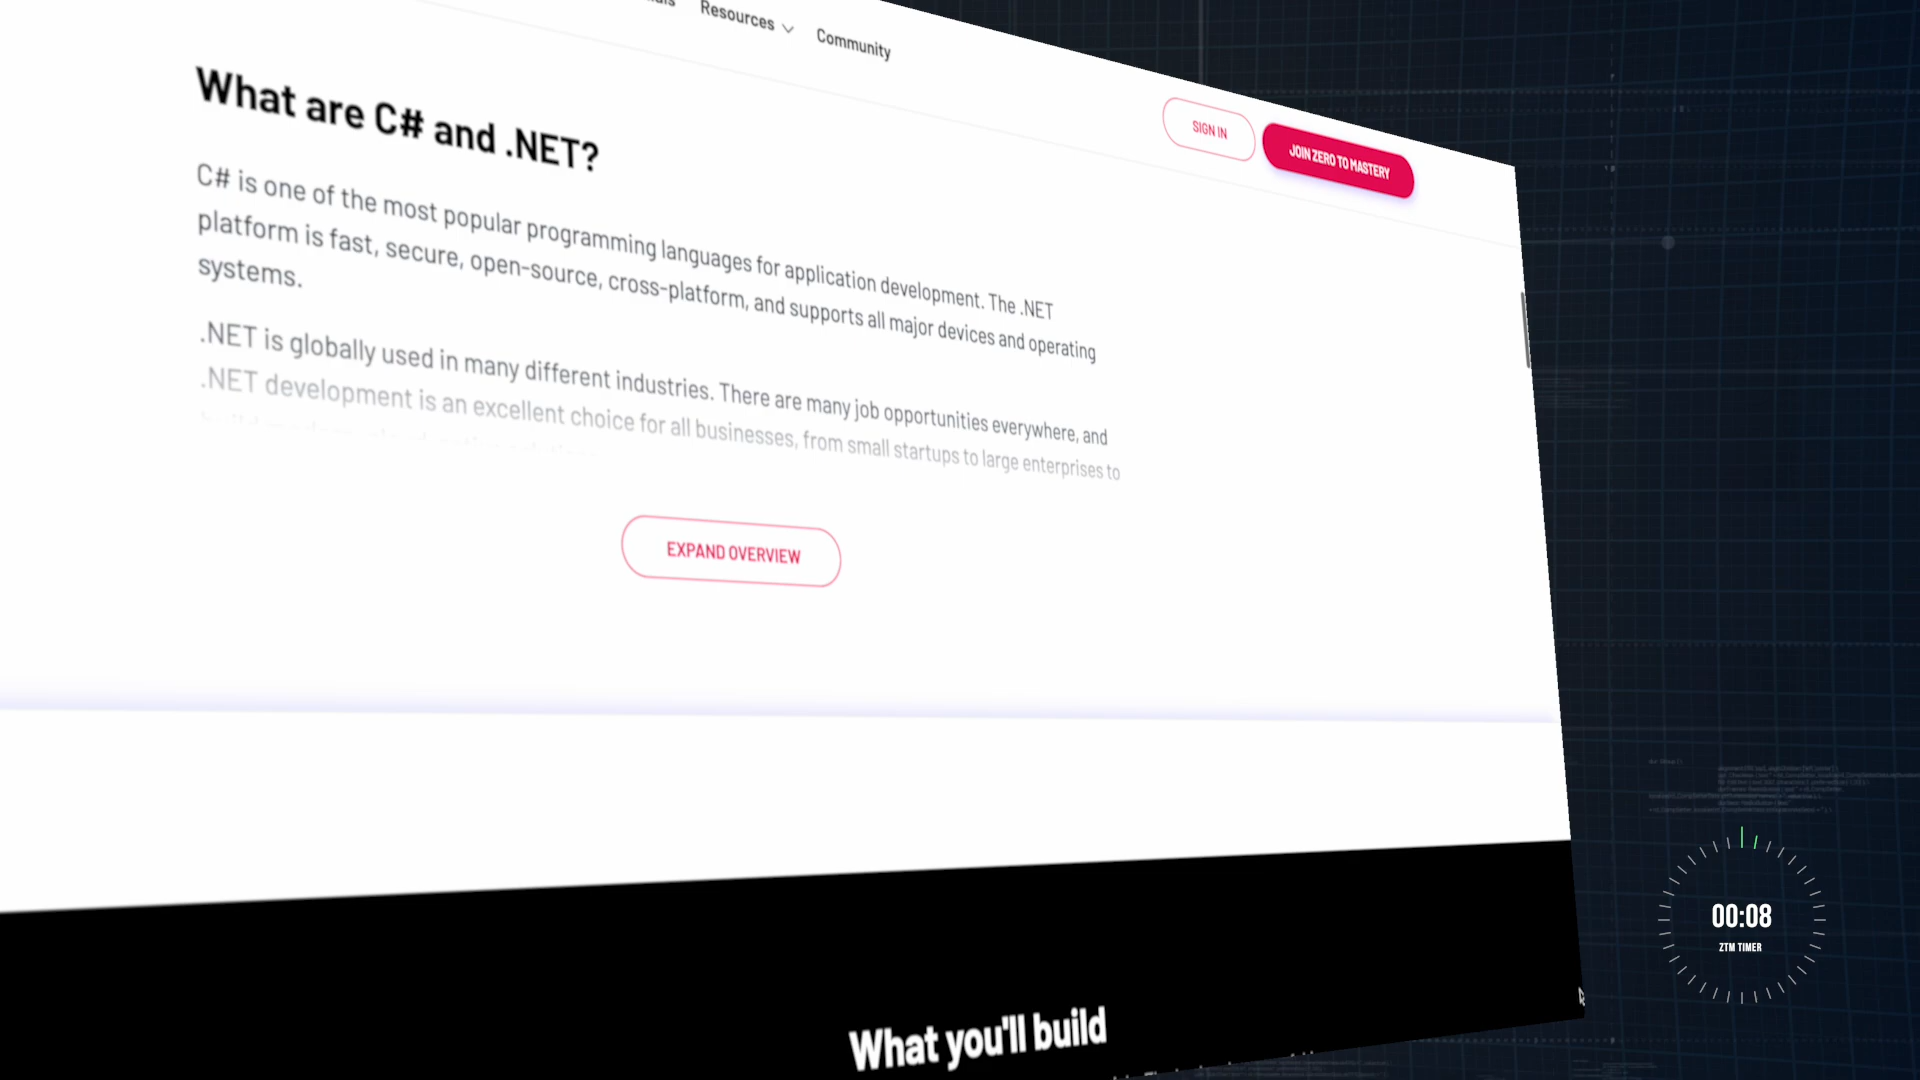 Resources
Community
SIGN IN
JOIN ZERO TO MASTERY
What are C# and .NET?
C# is one of the most popular programming languages for application development. The .NET
platform is fast, secure, open-source, cross-platform, and supports all major devices and operating
systems.
.NET is globally used in many different industries. There are many job opportunities everywhere, and
.NET development is an excellent choice for all businesses, from small startups to large enterprises to
EXPAND OVERVIEW
What you'll build
00:08
ZTM TIMER